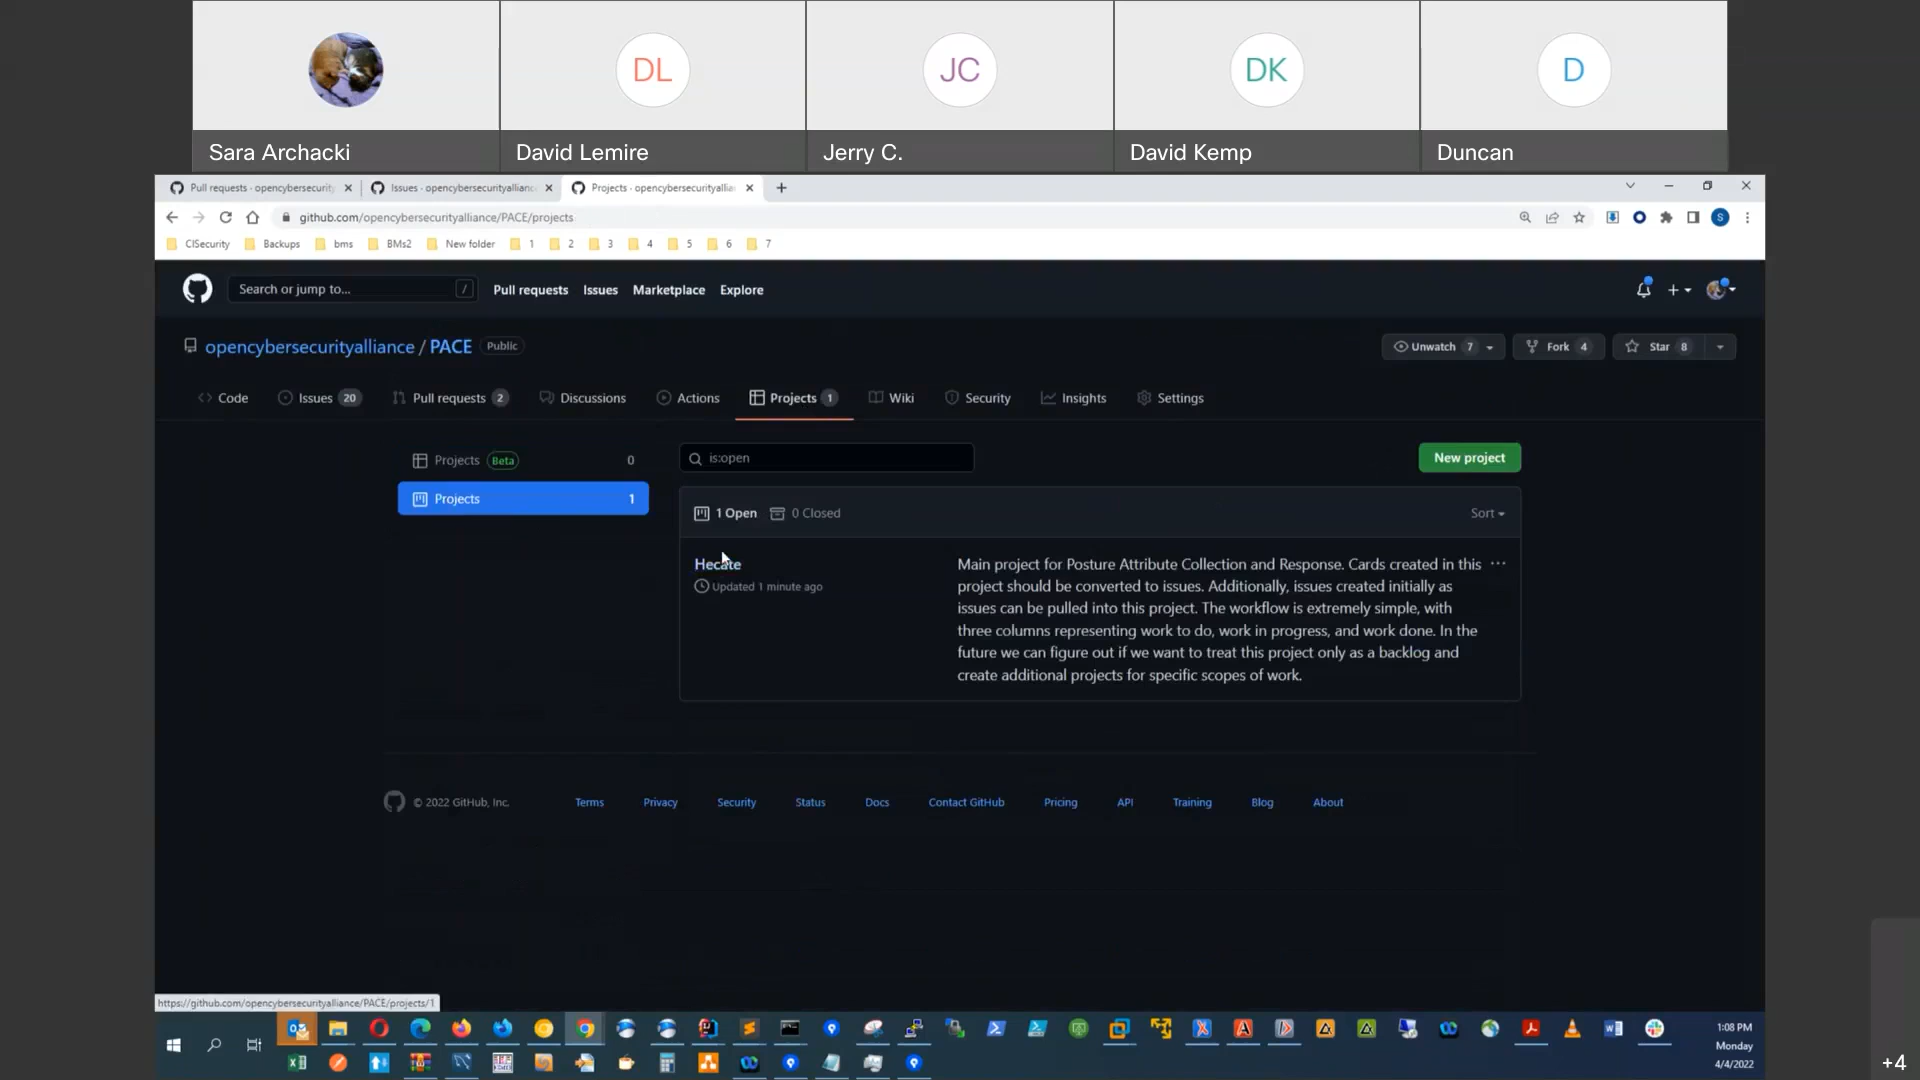 DL
JC
DK
D
Sara Archacki
David Lemire
Jerry C.
David Kemp
Duncan
Pull requests · opencybersecurity
Issues · opencybersecurityallianc
Projects · opencybersecurityallia
github.com/opencybersecurityalliance/PACE/projects
S
CISecurity
Backups
bms
BMs2
New folder
1
2
3
4
5
6
7
Search or jump to...
/
Pull requests
Issues
Marketplace
Explore
opencybersecurityalliance / PACE
Public
Unwatch 7
Fork 4
Star 8
Code
Issues 20
Pull requests 2
Discussions
Actions
Projects 1
Wiki
Security
Insights
Settings
Projects Beta 0
Projects 1
is:open
New project
1 Open
0 Closed
Sort
Hecate
Updated 1 minute ago
Main project for Posture Attribute Collection and Response. Cards created in this
project should be converted to issues. Additionally, issues created initially as
issues can be pulled into this project. The workflow is extremely simple, with
three columns representing work to do, work in progress, and work done. In the
future we can figure out if we want to treat this project only as a backlog and
create additional projects for specific scopes of work.
© 2022 GitHub, Inc.
Terms
Privacy
Security
Status
Docs
Contact GitHub
Pricing
API
Training
Blog
About
https://github.com/opencybersecurityalliance/PACE/projects/1
1:08 PM
Monday
4/4/2022
+4